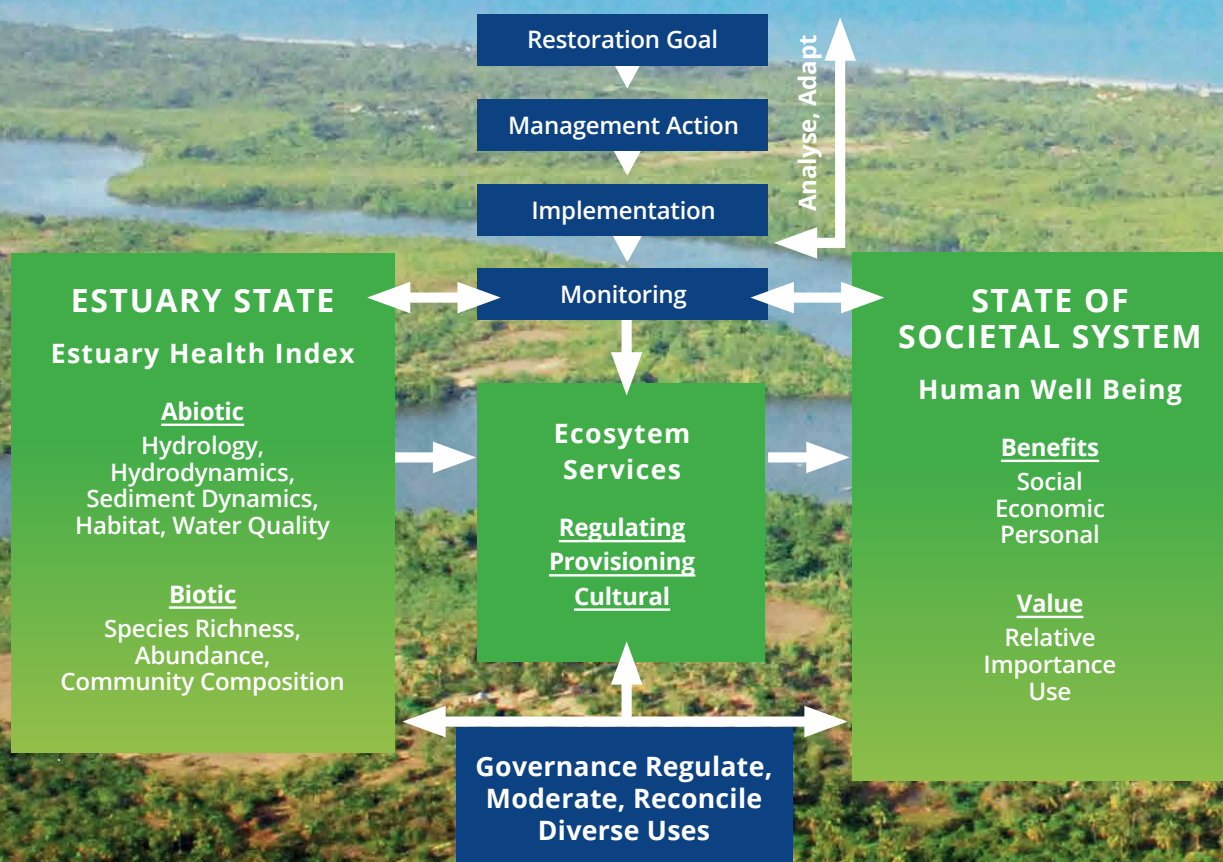 Restoration Goal
Management Action
Implementation
Monitoring
Analyse, Adapt
ESTUARY STATE
Estuary Health Index
Abiotic
Hydrology,
Hydrodynamics,
Sediment Dynamics,
Habitat, Water Quality
Biotic
Species Richness,
Abundance,
Community Composition
Ecosytem
Services
Regulating
Provisioning
Cultural
STATE OF
SOCIETAL SYSTEM
Human Well Being
Benefits
Social
Economic
Personal
Value
Relative
Importance
Use
Governance Regulate,
Moderate, Reconcile
Diverse Uses